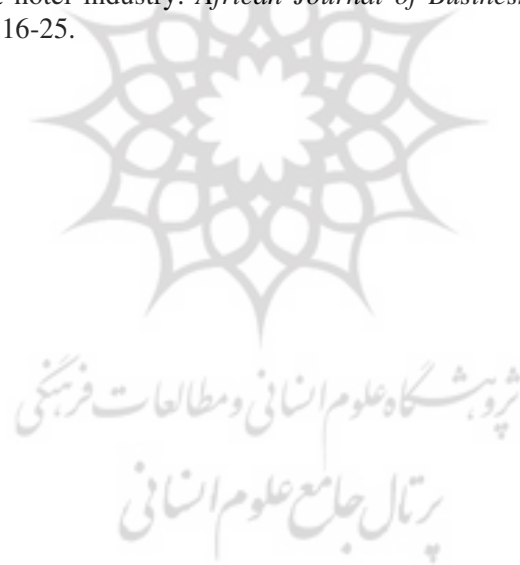 hotel industry. African Journal of Business
16-25.
پژوهشگاه علوم انسانی و مطالعات فرهنگی
پرتال جامع علوم انسانی